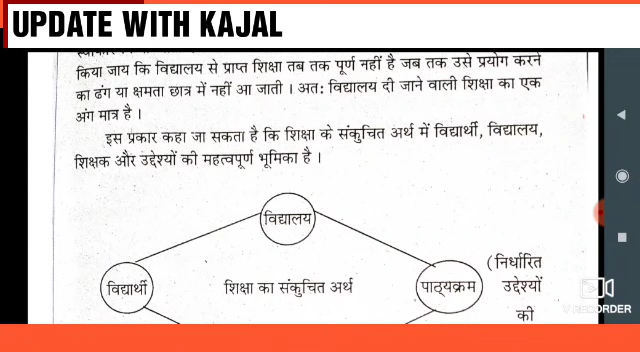 UPDATE WITH KAJAL
किया जाय कि विद्यालय से प्राप्त शिक्षा तब तक पूर्ण नहीं है जब तक उसे प्रयोग करने
का ढंग या क्षमता छात्र में नहीं आ जाती । अत: विद्यालय दी जाने वाली शिक्षा का एक
अंग मात्र है ।
इस प्रकार कहा जा सकता है कि शिक्षा के संकुचित अर्थ में विद्यार्थी, विद्यालय,
शिक्षक और उद्देश्यों की महत्वपूर्ण भूमिका है ।
विद्यालय
विद्यार्थी
शिक्षा का संकुचित अर्थ
पाठ्यक्रम
(निर्धारित
उद्देश्यों
की
RECORDER